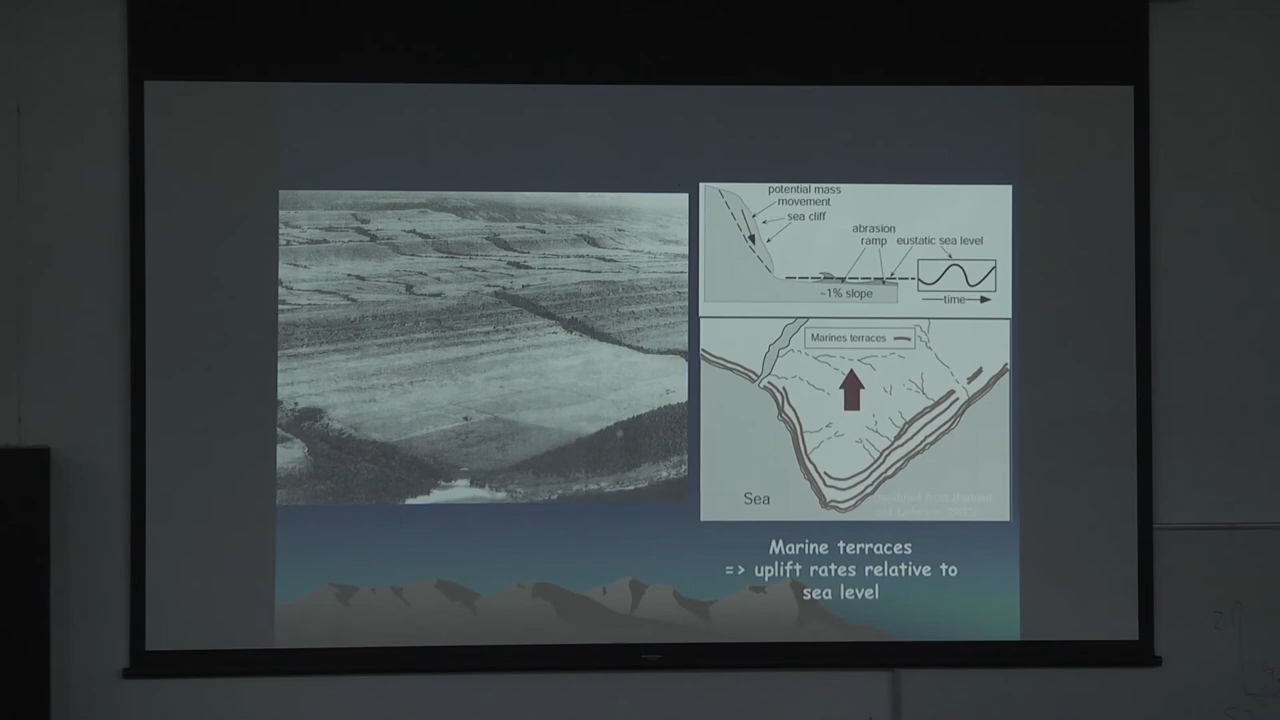 potential mass
movement
sea cliff
abrasion
ramp
eustatic sea level
~1% slope
time
Marines terraces
Sea
Marine terraces
=> uplift rates relative to
sea level